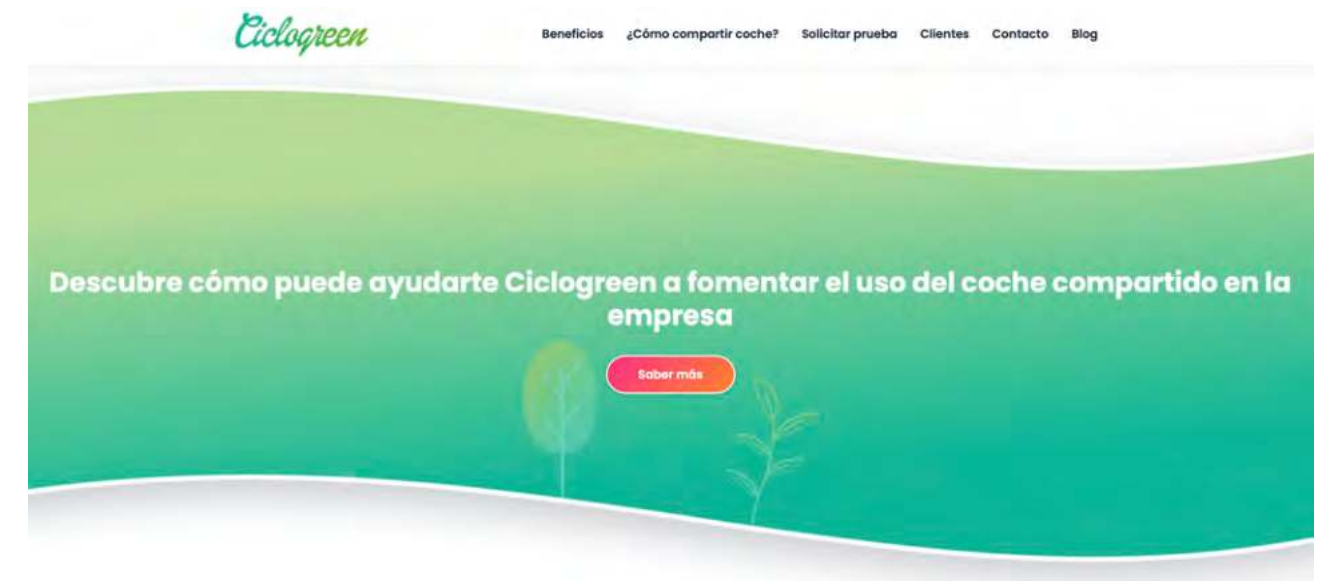 Ciclogreen
Beneficios ¿Cómo compartir coche? Solicitar prueba Clientes Contacto Blog
Descubre cómo puede ayudarte Ciclogreen a fomentar el uso del coche compartido en la
empresa
Saber más